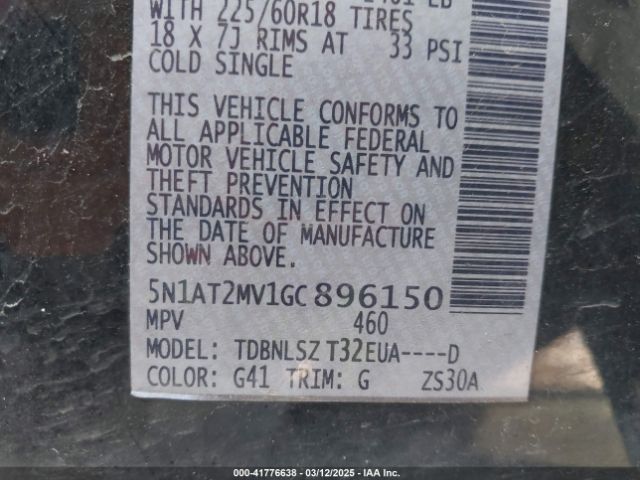 WITH 225/60R18 TIRES
18 X 7J RIMS AT 33 PSI
COLD SINGLE
THIS VEHICLE CONFORMS TO
ALL APPLICABLE FEDERAL
MOTOR VEHICLE SAFETY AND
THEFT PREVENTION
STANDARDS IN EFFECT ON
THE DATE OF MANUFACTURE
SHOWN ABOVE.
5N1AT2MV1GC896150
MPV 460
MODEL: TDBNLSZ T32EUA----D
COLOR: G41 TRIM: G ZS30A
000-41776638 - 03/12/2025 - IAA Inc.